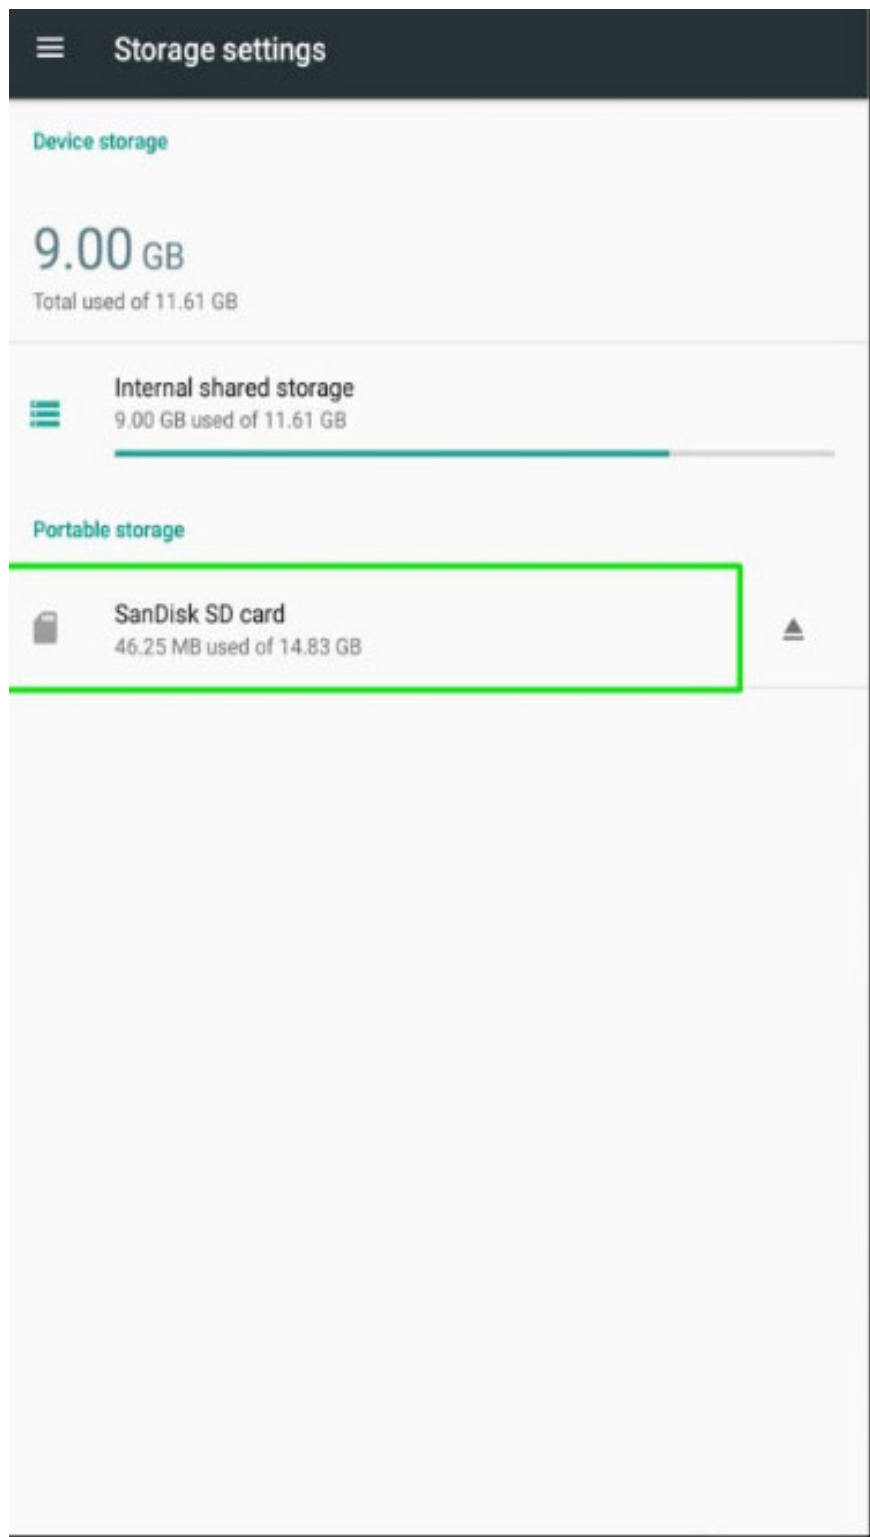 Storage settings
Device storage
9.00 GB
Total used of 11.61 GB
Internal shared storage
9.00 GB used of 11.61 GB
Portable storage
SanDisk SD card
46.25 MB used of 14.83 GB